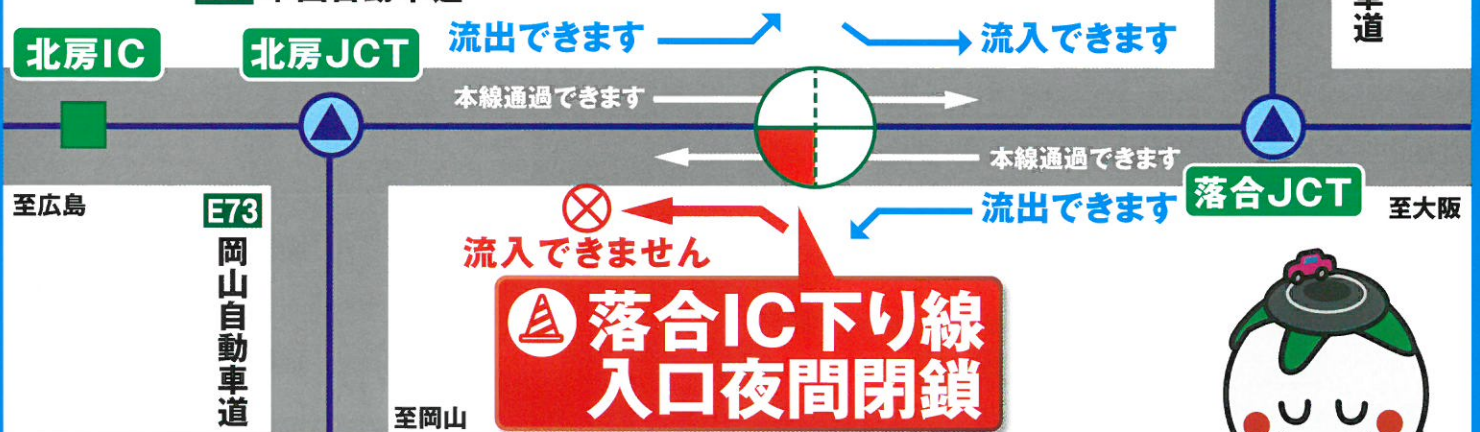 北房IC
北房JCT
流出できます
流入できます
車道
本線通過できます
本線通過できます
至広島
E73
岡山自動車道
流入できません
流出できます
落合JCT
至大阪
落合IC下り線
入口夜間閉鎖
至岡山